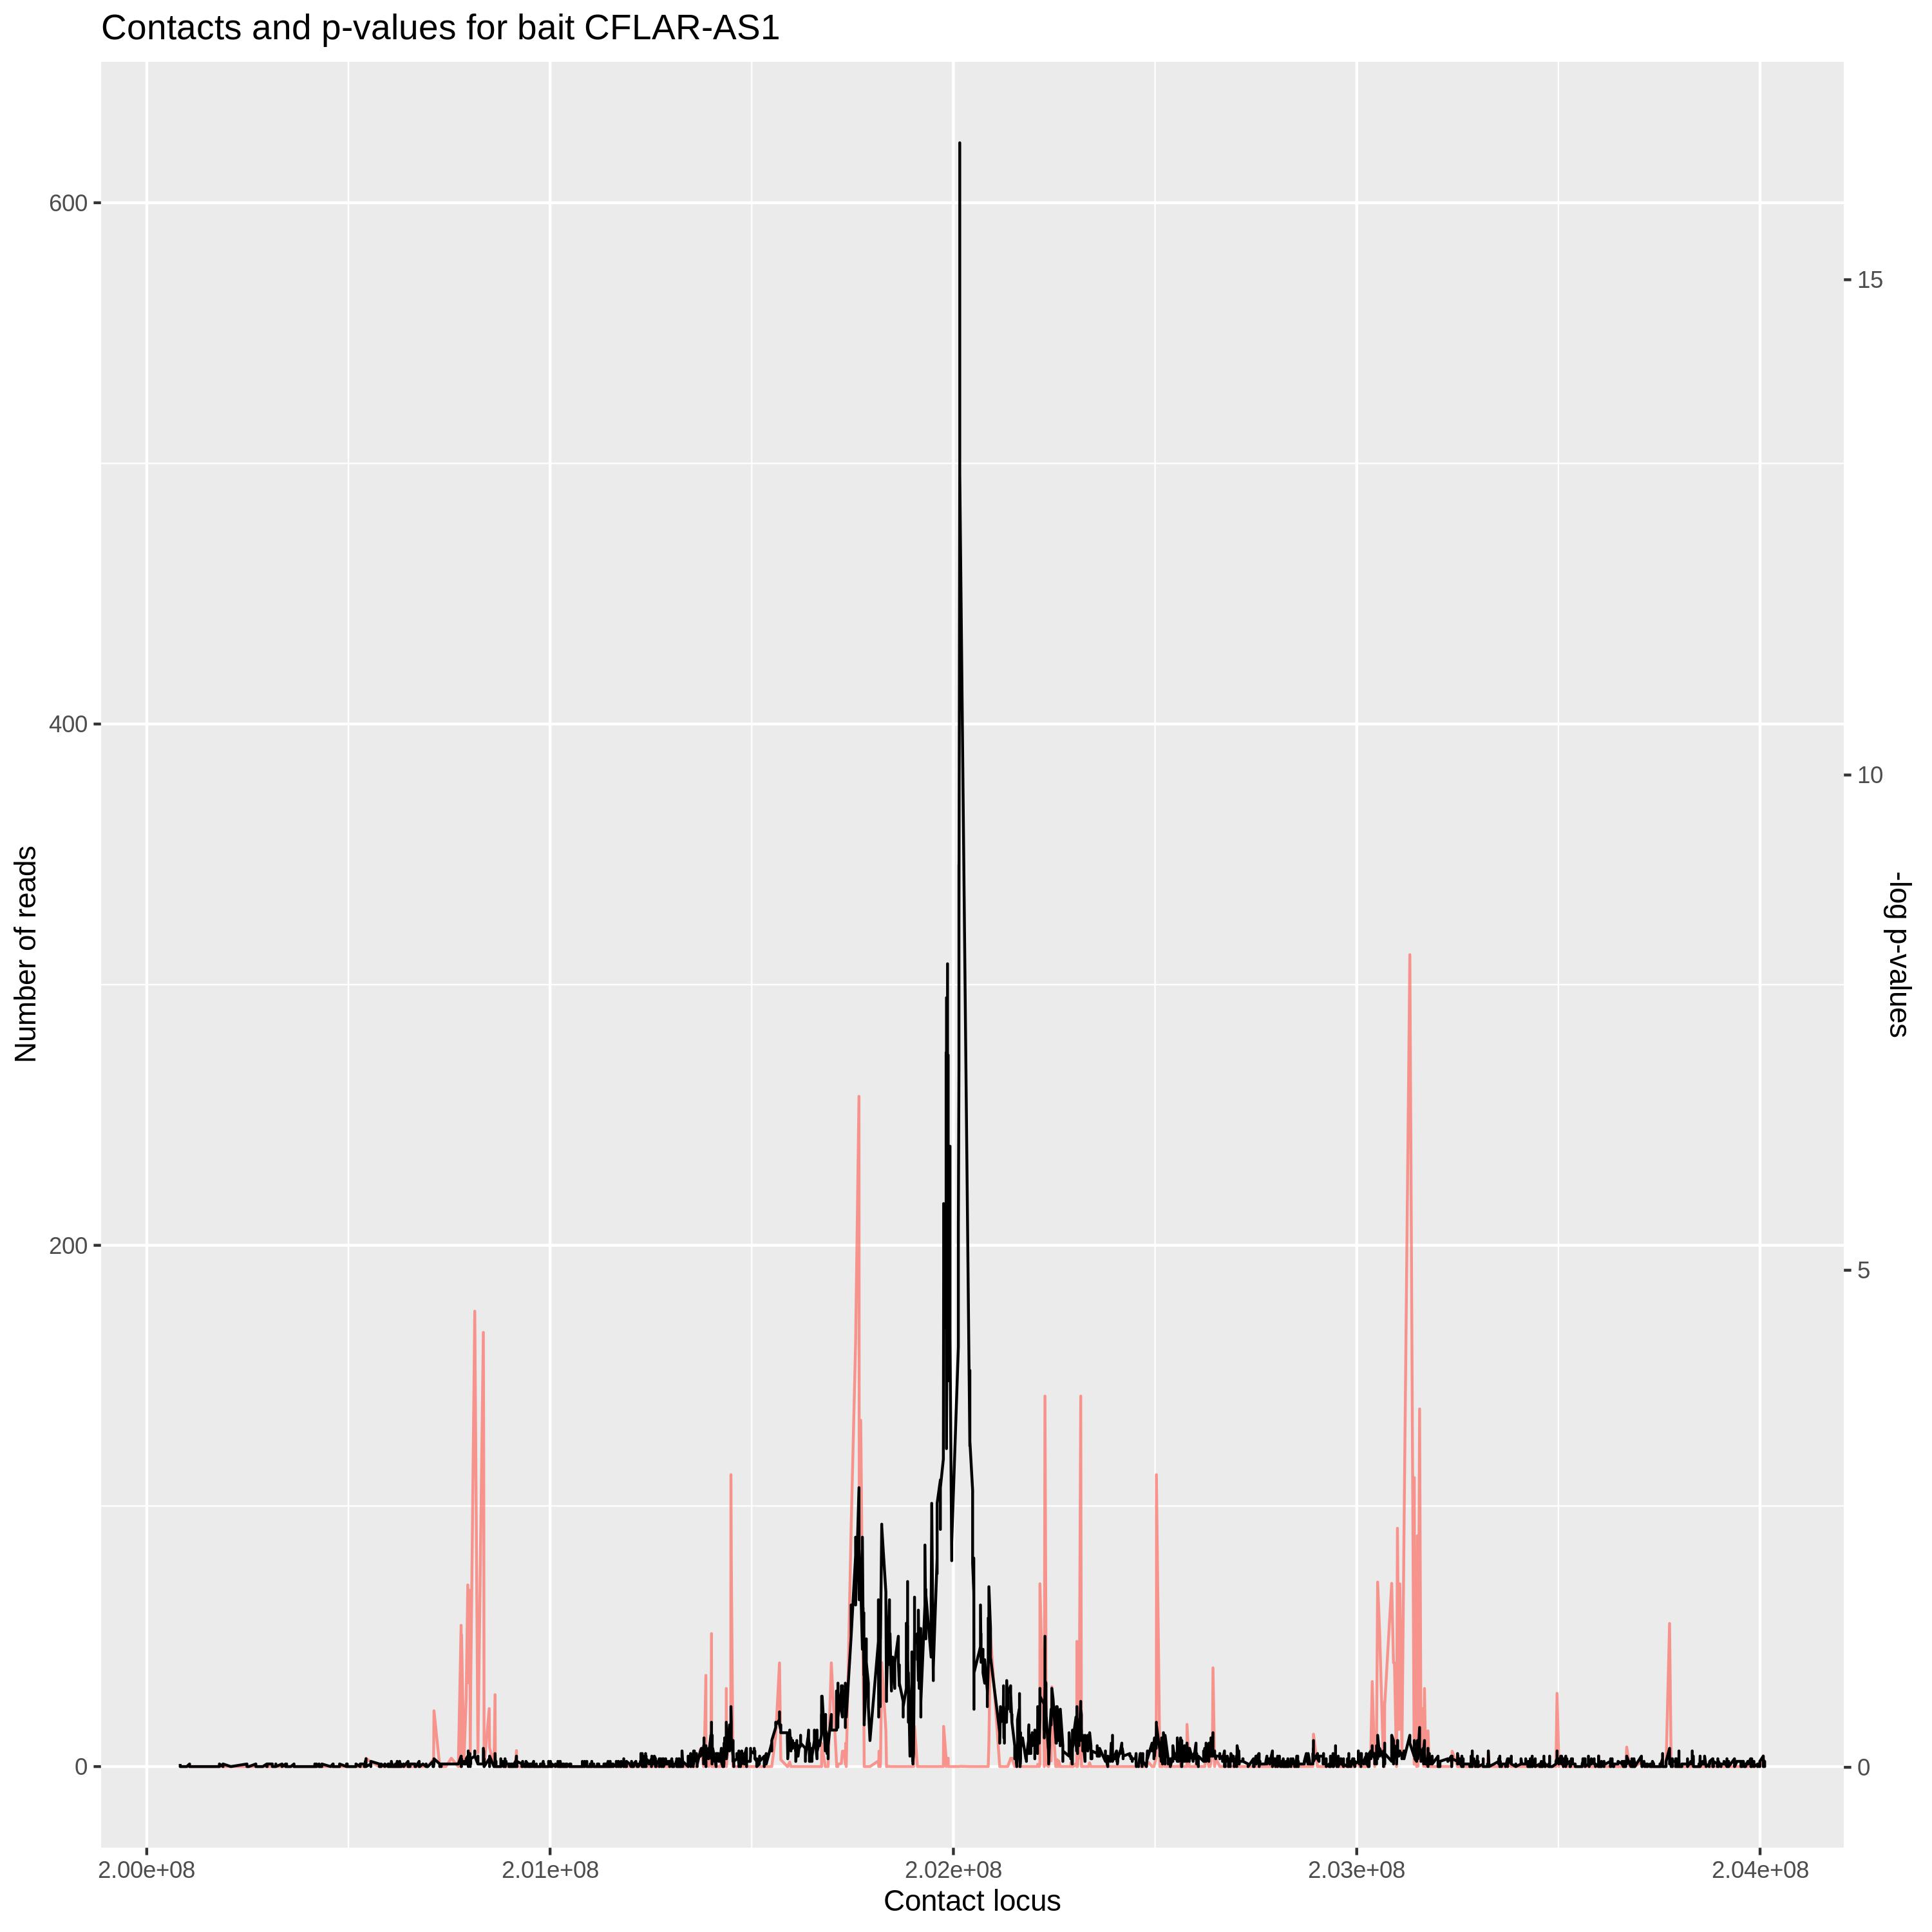 Contacts and p-values for bait CFLAR-AS1
600
400
200
0
Number of reads
15
10
5
0
-log p-values
2.00e+08 2.01e+08 2.02e+08 2.03e+08 2.04e+08
Contact locus